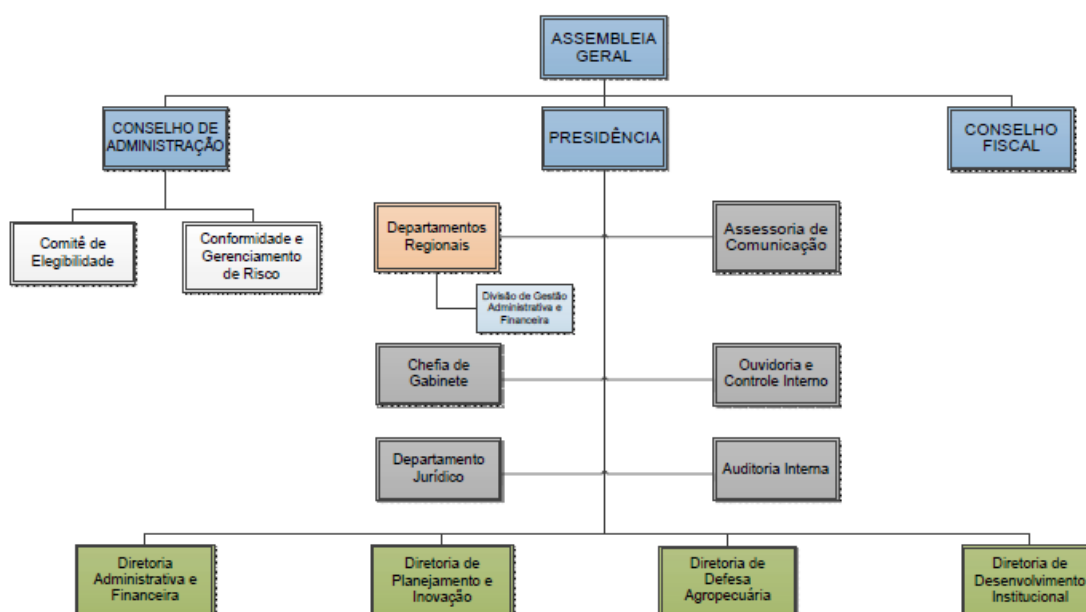 ASSEMBLEIA
GERAL
CONSELHO DE
ADMINISTRAÇÃO
PRESIDÊNCIA
CONSELHO
FISCAL
Comitê de
Elegibilidade
Conformidade e
Gerenciamento
de Risco
Departamentos
Regionais
Assessoria de
Comunicação
Divisão de Gestão
Administrativa e
Financeira
Chefia de
Gabinete
Ouvidoria e
Controle Interno
Departamento
Jurídico
Auditoria Interna
Diretoria
Administrativa e
Financeira
Diretoria de
Planejamento e
Inovação
Diretoria de
Defesa
Agropecuária
Diretoria de
Desenvolvimento
Institucional